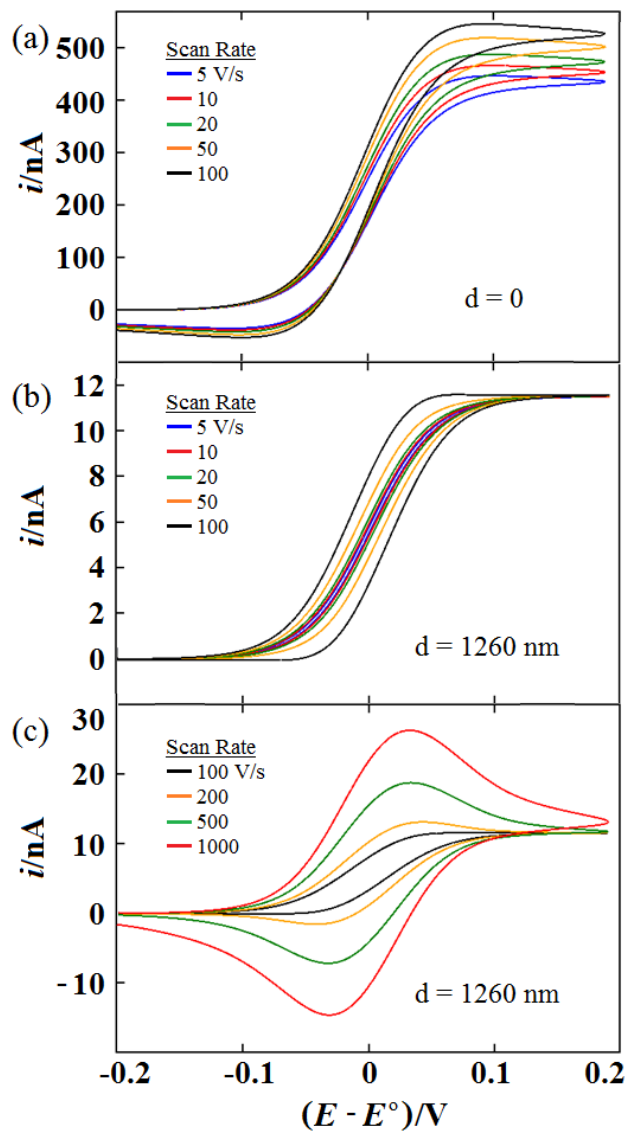 (a)
Scan Rate
5 V/s
10
20
50
100
500
400
300
200
100
0
i/nA
d = 0
(b)
Scan Rate
5 V/s
10
20
50
100
12
10
8
6
4
2
0
i/nA
d = 1260 nm
(c)
Scan Rate
100 V/s
200
500
1000
30
20
10
0
-10
i/nA
d = 1260 nm
-0.2 -0.1 0 0.1 0.2
(E - E°)/V